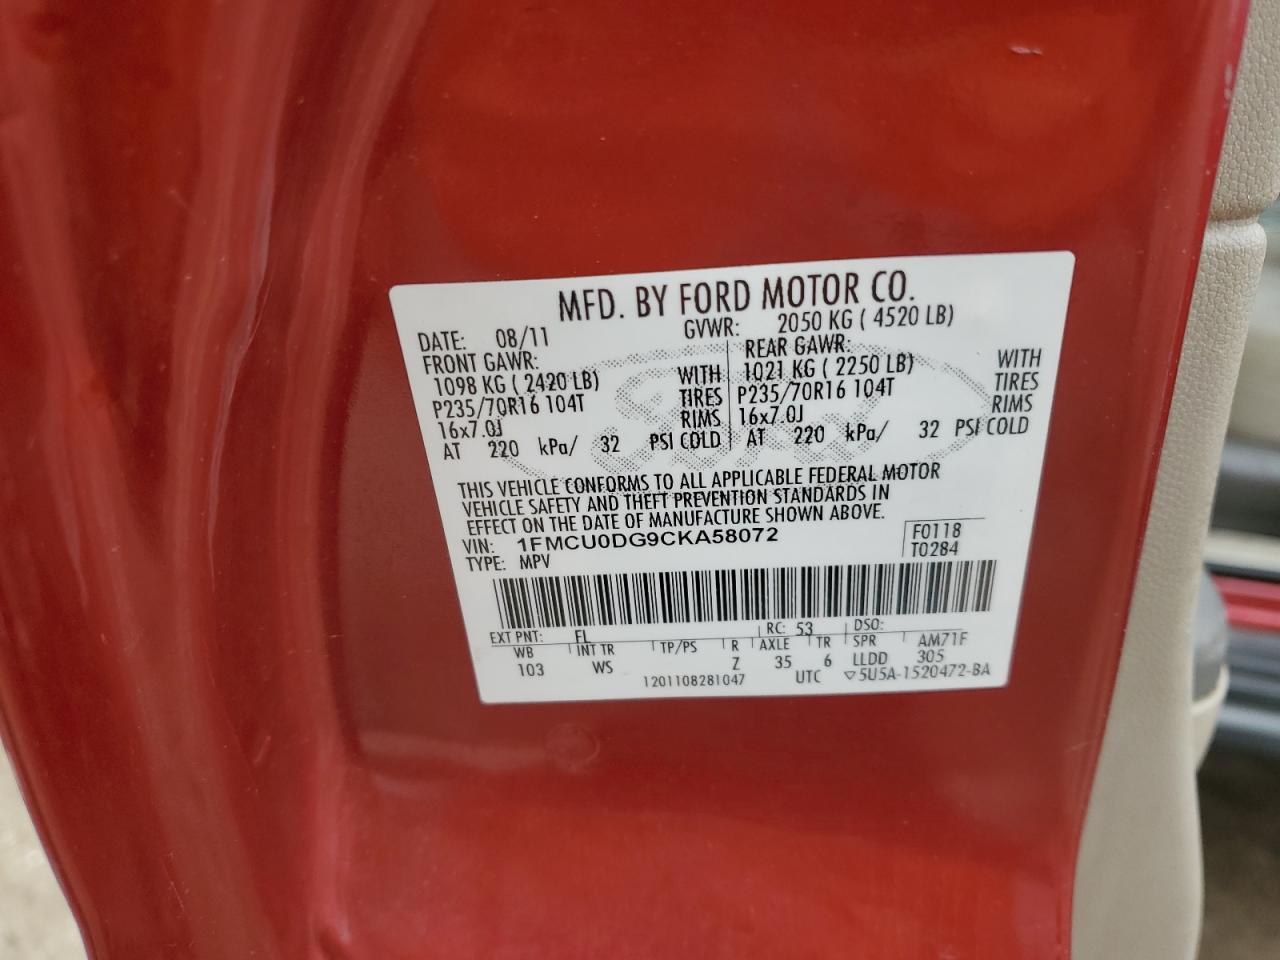 MFD. BY FORD MOTOR CO.
DATE: 08/11 GVWR: 2050 KG ( 4520 LB)
FRONT GAWR: REAR GAWR:
1098 KG ( 2420 LB) WITH 1021 KG ( 2250 LB) WITH
P235/70R16 104T TIRES P235/70R16 104T TIRES
16x7.0J RIMS 16x7.0J RIMS
AT 220 kPa/ 32 PSI COLD AT 220 kPa/ 32 PSI COLD
Ford
THIS VEHICLE CONFORMS TO ALL APPLICABLE FEDERAL MOTOR
VEHICLE SAFETY AND THEFT PREVENTION STANDARDS IN
EFFECT ON THE DATE OF MANUFACTURE SHOWN ABOVE.
VIN: 1FMCU0DG9CKA58072 F0118
TYPE: MPV T0284
EXT PNT: FL RC: 53 DSO:
WB INT TR TP/PS R AXLE TR SPR AM71F
103 WS Z 35 6 LLDD 305
1201108281047 UTC ▽5U5A-1520472-BA